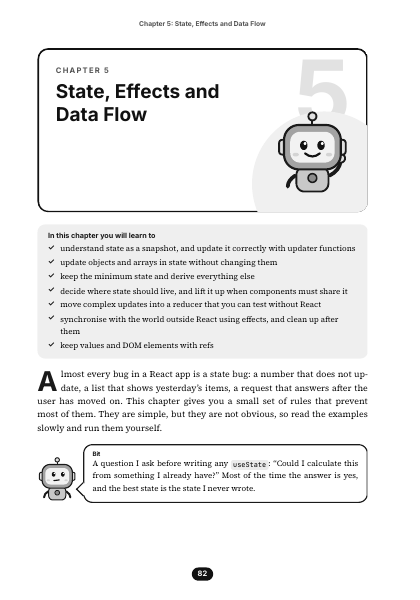 Chapter 5: State, Effects and Data Flow
CHAPTER 5
5
State, Effects and
Data Flow
In this chapter you will learn to
understand state as a snapshot, and update it correctly with updater functions
update objects and arrays in state without changing them
keep the minimum state and derive everything else
decide where state should live, and lift it up when components must share it
move complex updates into a reducer that you can test without React
synchronise with the world outside React using effects, and clean up after
them
keep values and DOM elements with refs
Almost every bug in a React app is a state bug: a number that does not up-
date, a list that shows yesterday's items, a request that answers after the
user has moved on. This chapter gives you a small set of rules that prevent
most of them. They are simple, but they are not obvious, so read the examples
slowly and run them yourself.
Bit
A question I ask before writing any useState: “Could I calculate this
from something I already have?” Most of the time the answer is yes,
and the best state is the state I never wrote.
82